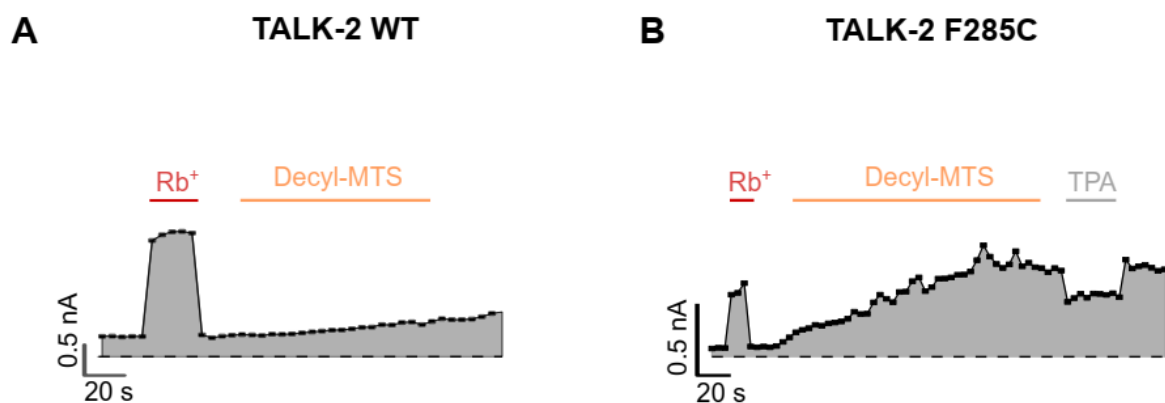 A
TALK-2 WT
Rb⁺
Decyl-MTS
0.5 nA
20 s
B
TALK-2 F285C
Rb⁺
Decyl-MTS
TPA
0.5 nA
20 s